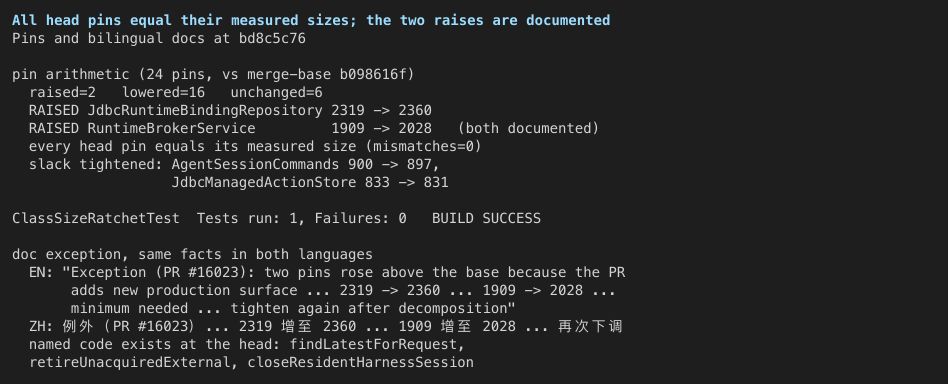 All head pins equal their measured sizes; the two raises are documented
Pins and bilingual docs at bd8c5c76
pin arithmetic (24 pins, vs merge-base b098616f)
raised=2 lowered=16 unchanged=6
RAISED JdbcRuntimeBindingRepository 2319 -> 2360
RAISED RuntimeBrokerService 1909 -> 2028 (both documented)
every head pin equals its measured size (mismatches=0)
slack tightened: AgentSessionCommands 900 -> 897,
JdbcManagedActionStore 833 -> 831
ClassSizeRatchetTest Tests run: 1, Failures: 0 BUILD SUCCESS
doc exception, same facts in both languages
EN: "Exception (PR #16023): two pins rose above the base because the PR
adds new production surface ... 2319 -> 2360 ... 1909 -> 2028 ...
minimum needed ... tighten again after decomposition"
ZH: 例外 (PR #16023) ... 2319 增至 2360 ... 1909 增至 2028 ... 再次下调
named code exists at the head: findLatestForRequest,
retireUnacquiredExternal, closeResidentHarnessSession